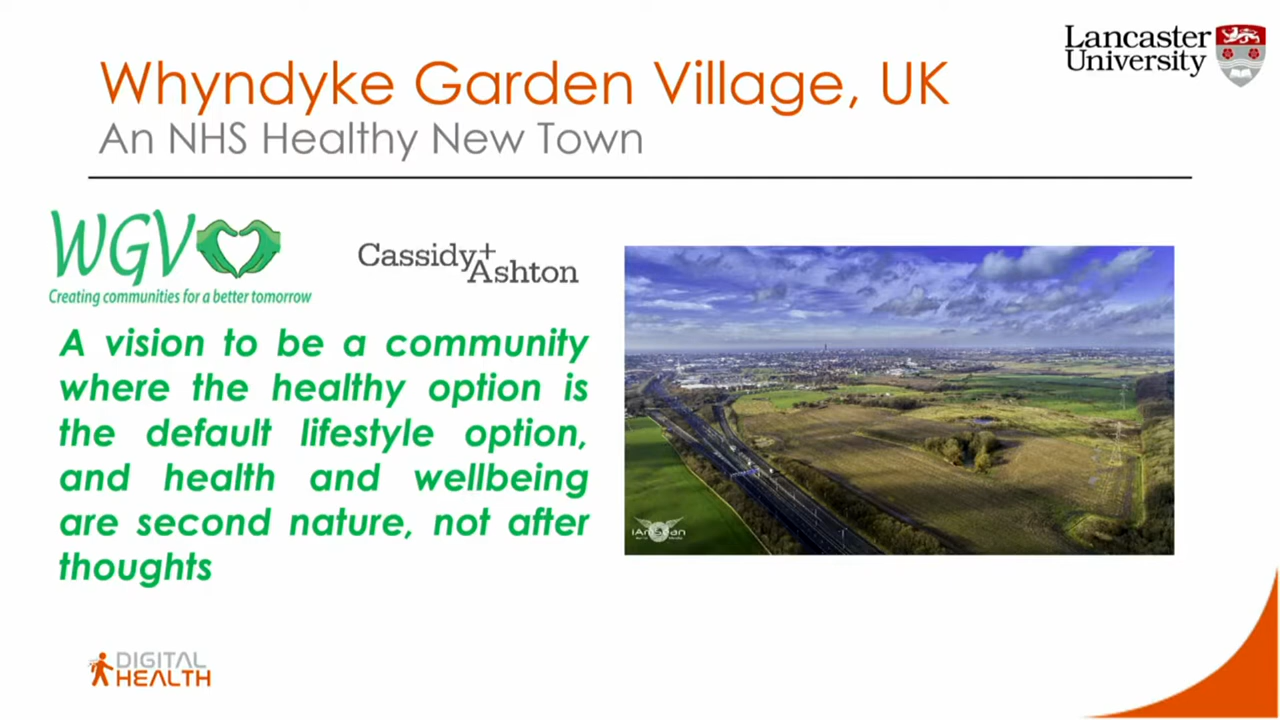 Whyndyke Garden Village, UK
An NHS Healthy New Town
Lancaster
University
WGV
Creating communities for a better tomorrow
Cassidy+
Ashton
A vision to be a community
where the healthy option is
the default lifestyle option,
and health and wellbeing
are second nature, not after
thoughts
DIGITAL
HEALTH